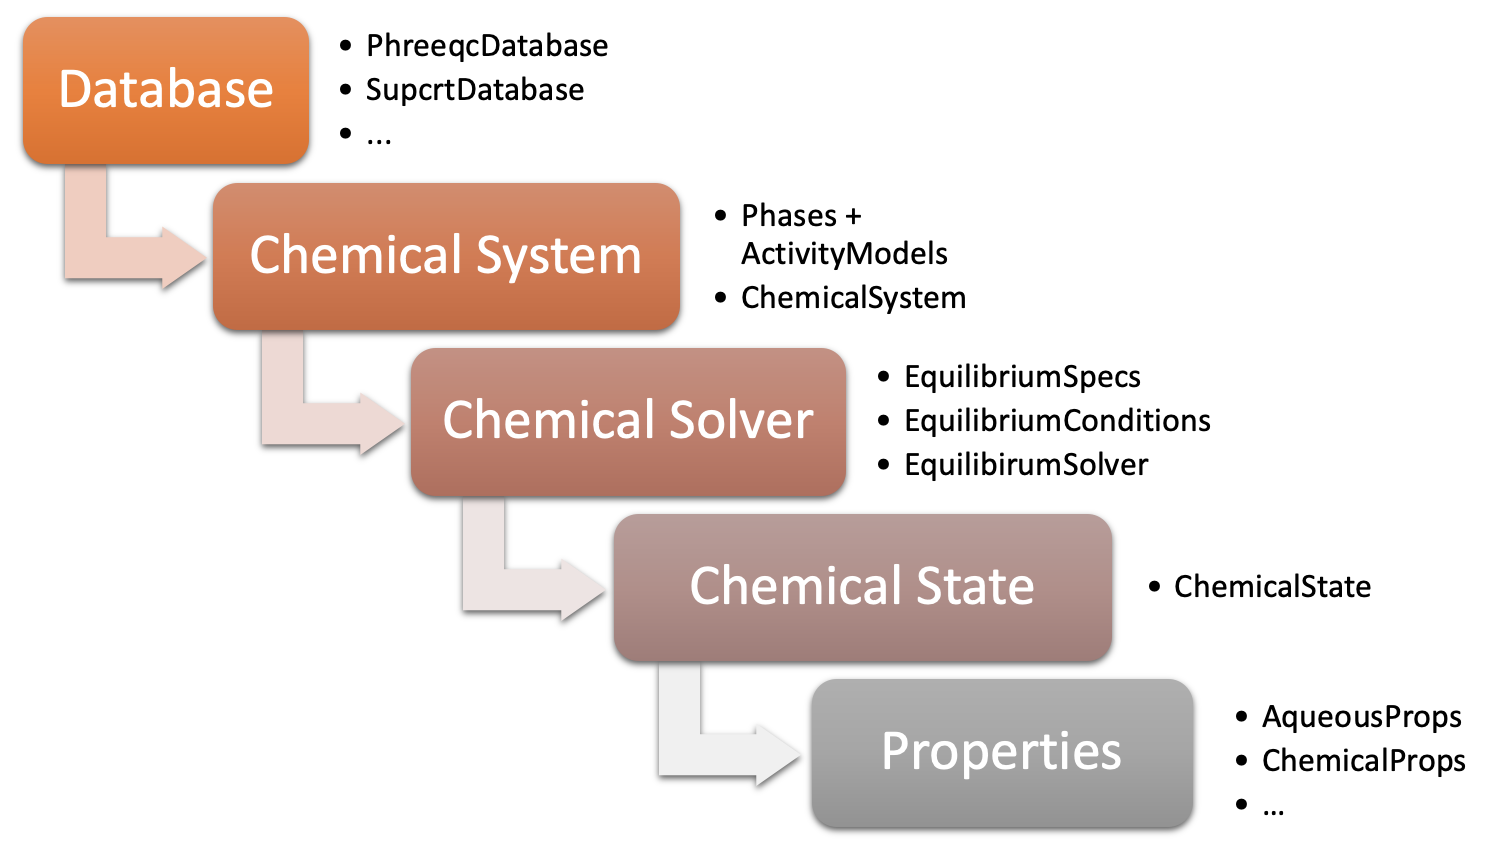 Database
• PhreeqcDatabase
• SupcrtDatabase
• ...
Chemical System
• Phases +
ActivityModels
• ChemicalSystem
Chemical Solver
• EquilibriumSpecs
• EquilibriumConditions
• EquilibirumSolver
Chemical State
• ChemicalState
Properties
• AqueousProps
• ChemicalProps
• ...